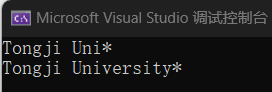 Microsoft Visual Studio 调试控制台
Tongji Uni*
Tongji University*